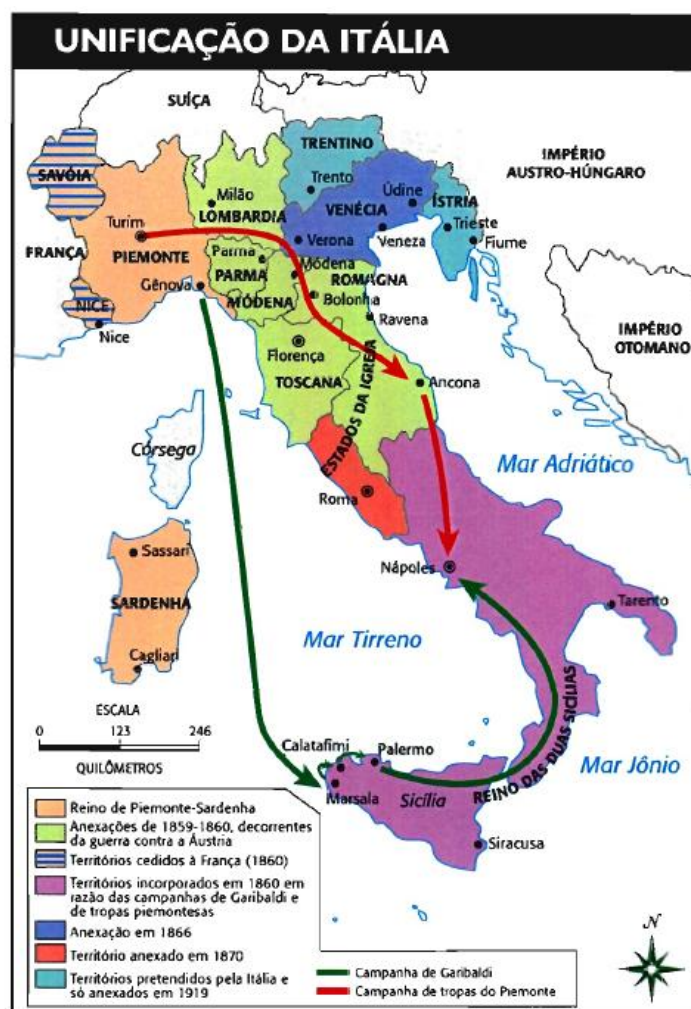 UNIFICAÇÃO DA ITÁLIA
SUÍÇA
TRENTINO
IMPÉRIO
AUSTRO-HÚNGARO
SAVÓIA
Trento
Milão
Údine
ÍSTRIA
LOMBARDIA
VENÉCIA
Turim
Trieste
FRANÇA
PIEMONTE
Verona
Veneza
Fiume
Parma
Módena
ROMAGNA
PARMA
Gênova
MÓDENA
Bolonha
NICE
Ravena
IMPÉRIO
OTOMANO
Nice
Florença
TOSCANA
ESTADOS DA IGREJA
Ancona
Córsega
Mar Adriático
Roma
Sassari
Nápoles
SARDENHA
Tarento
Mar Tirreno
Cagliari
ESCALA
0 123 246
QUILÔMETROS
Calatafimi
Palermo
REINO DAS DUAS SICÍLIAS
Mar Jônio
Marsala
Sicília
Siracusa
Reino de Piemonte-Sardenha
Anexações de 1859-1860, decorrentes
da guerra contra a Áustria
Territórios cedidos à França (1860)
Territórios incorporados em 1860 em
razão das campanhas de Garibaldi e
de tropas piemontesas
Anexação em 1866
Território anexado em 1870
Territórios pretendidos pela Itália e
só anexados em 1919
Campanha de Garibaldi
Campanha de tropas do Piemonte
N